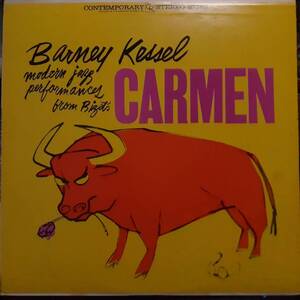 CONTEMPORARY STEREO
Barney Kessel
modern jazz
performances
from Bizet's
CARMEN